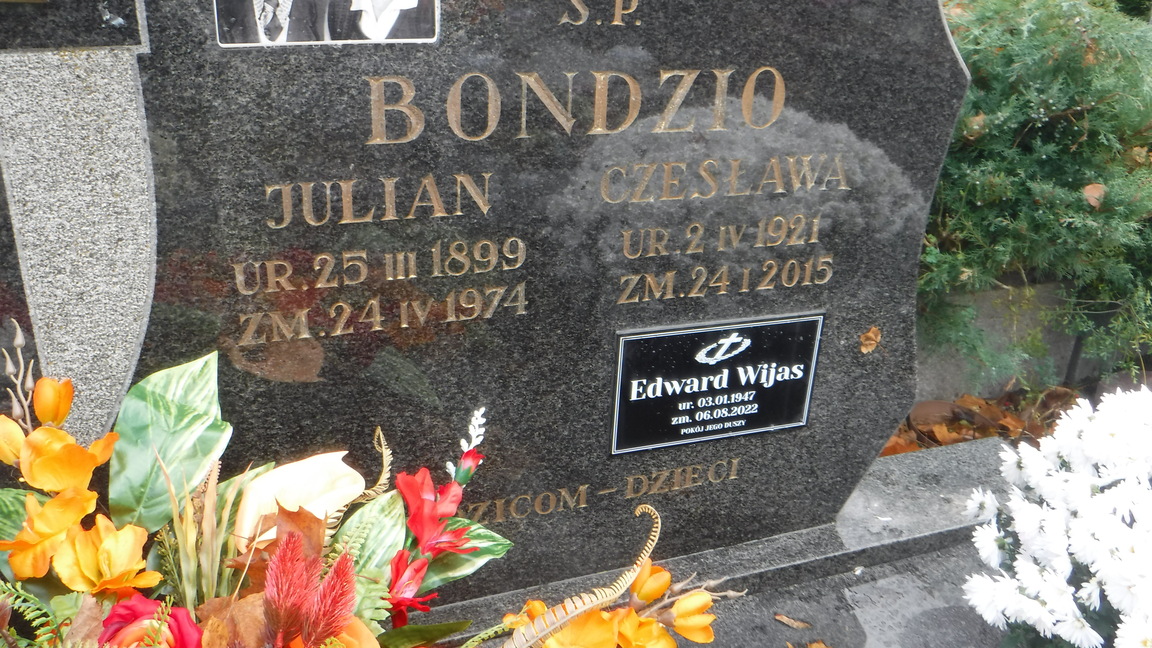 Ś.P.
BONDZIO
JULIAN
UR. 25 III 1899
ZM. 24 IV 1974
CZESŁAWA
UR. 2 IV 1921
ZM. 24 I 2015
Edward Wijas
ur. 03.01.1947
zm. 06.08.2022
POKÓJ JEGO DUSZY
ZICOM – DZIECI